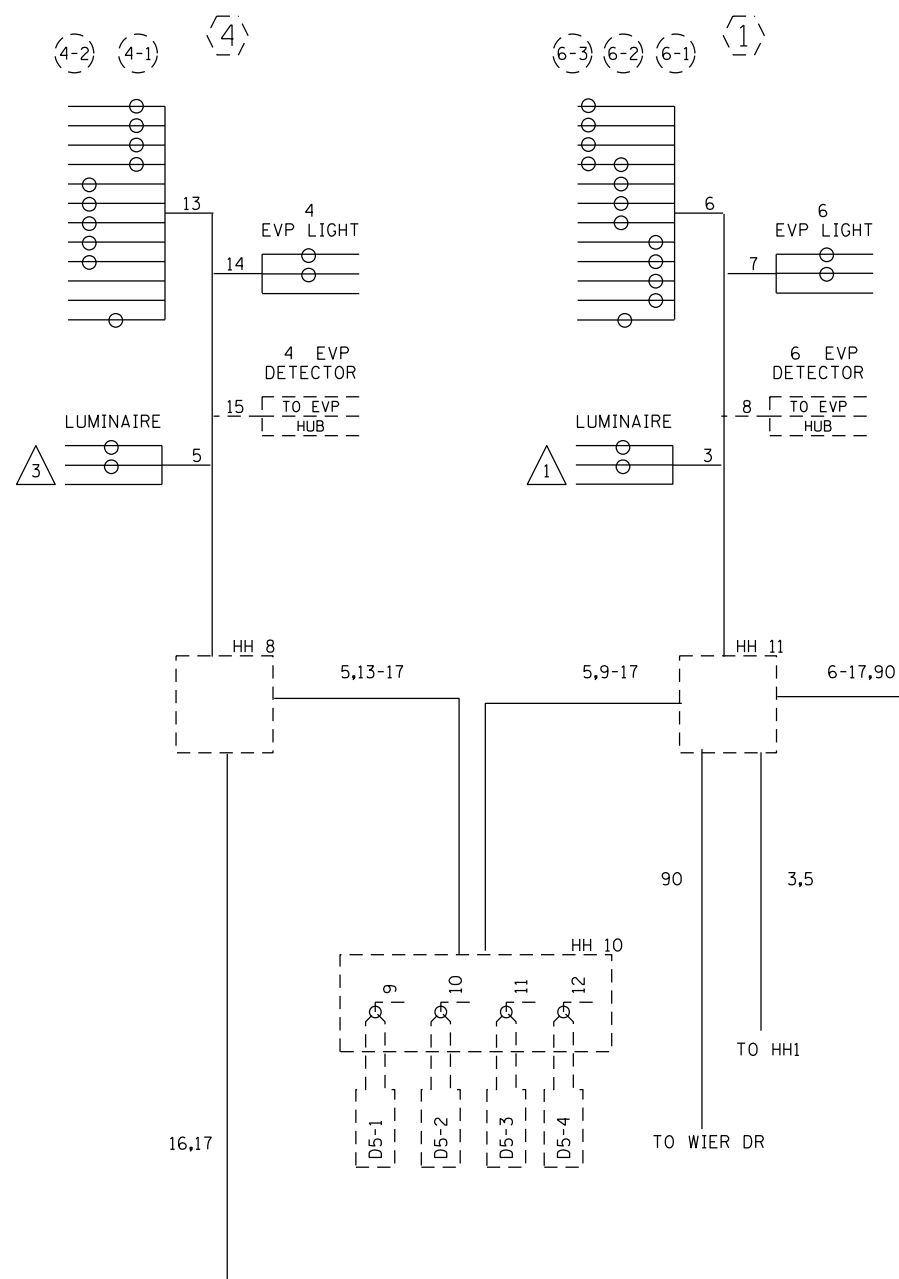 4-2 4-1 4
6-3 6-2 6-1 1
13
4
EVP LIGHT
14
4 EVP
DETECTOR
15
TO EVP
HUB
LUMINAIRE
3
5
6
6
EVP LIGHT
7
6 EVP
DETECTOR
8
TO EVP
HUB
LUMINAIRE
1
3
HH 8
5,13-17
5,9-17
HH 11
6-17,90
90
3,5
HH 10
9
10
11
12
D5-1
D5-2
D5-3
D5-4
TO HH1
TO WIER DR
16,17